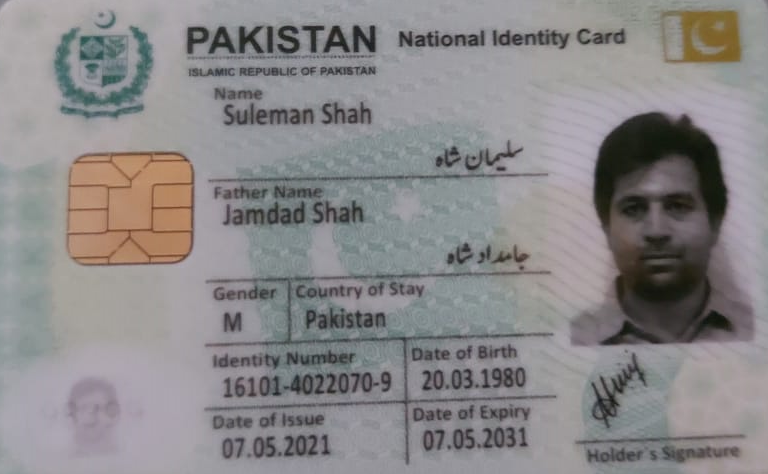 PAKISTAN National Identity Card
ISLAMIC REPUBLIC OF PAKISTAN
Name
Suleman Shah
سلیمان شاہ
Father Name
Jamdad Shah
جامداد شاہ
Gender Country of Stay
M Pakistan
Identity Number Date of Birth
16101-4022070-9 20.03.1980
Date of Issue Date of Expiry
07.05.2021 07.05.2031
Holder's Signature